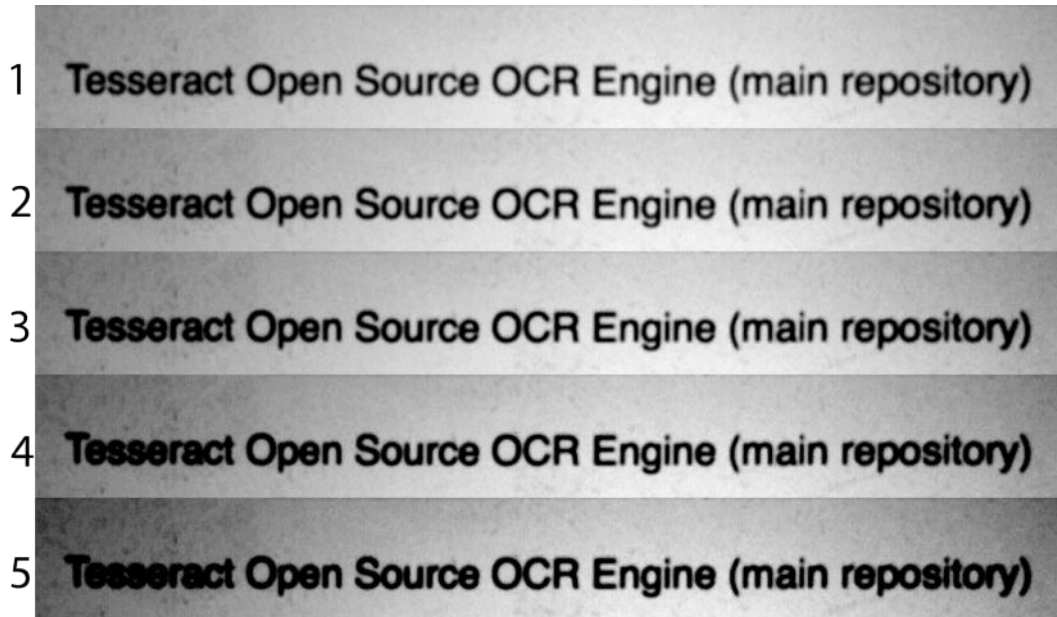 1 Tesseract Open Source OCR Engine (main repository)
2 Tesseract Open Source OCR Engine (main repository)
3 Tesseract Open Source OCR Engine (main repository)
4 Tesseract Open Source OCR Engine (main repository)
5 Tesseract Open Source OCR Engine (main repository)